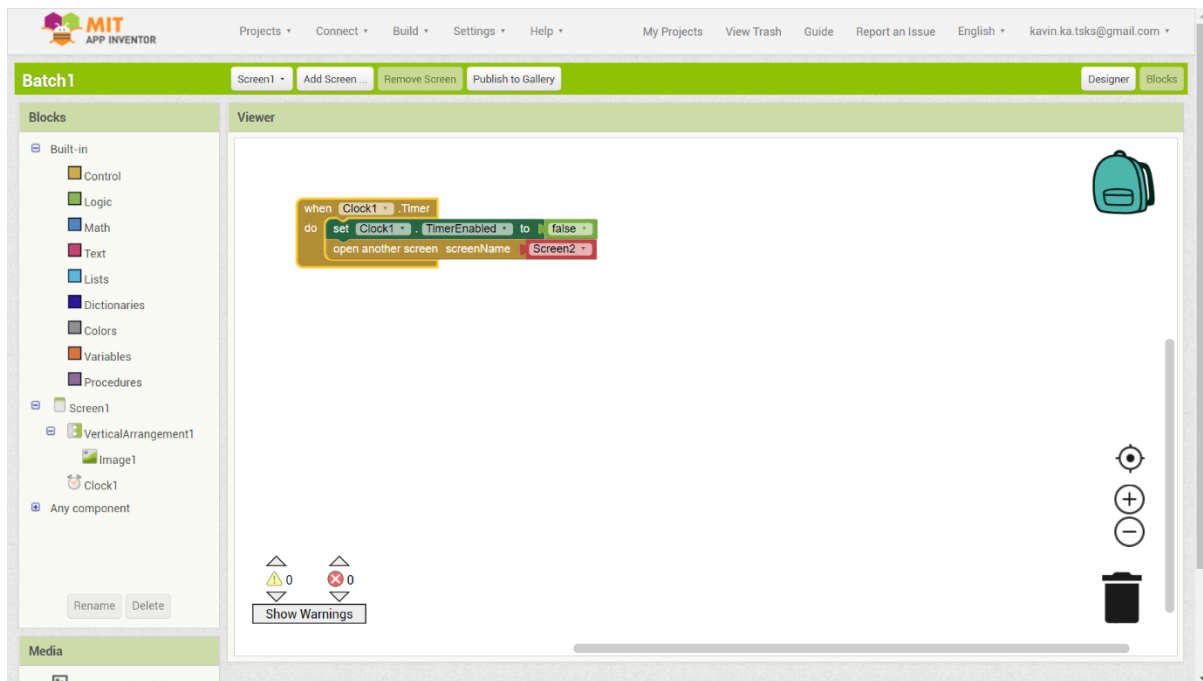 MIT
APP INVENTOR
Projects Connect Build Settings Help My Projects View Trash Guide Report an Issue English kavin.ka.tsks@gmail.com
Batch1 Screen1 Add Screen ... Remove Screen Publish to Gallery Designer Blocks
Blocks Viewer
Built-in
Control
Logic
Math
Text
Lists
Dictionaries
Colors
Variables
Procedures
Screen1
VerticalArrangement1
Image1
Clock1
Any component
Rename Delete
Media
when Clock1 .Timer
do set Clock1 . TimerEnabled to false
open another screen screenName Screen2
0 0
Show Warnings